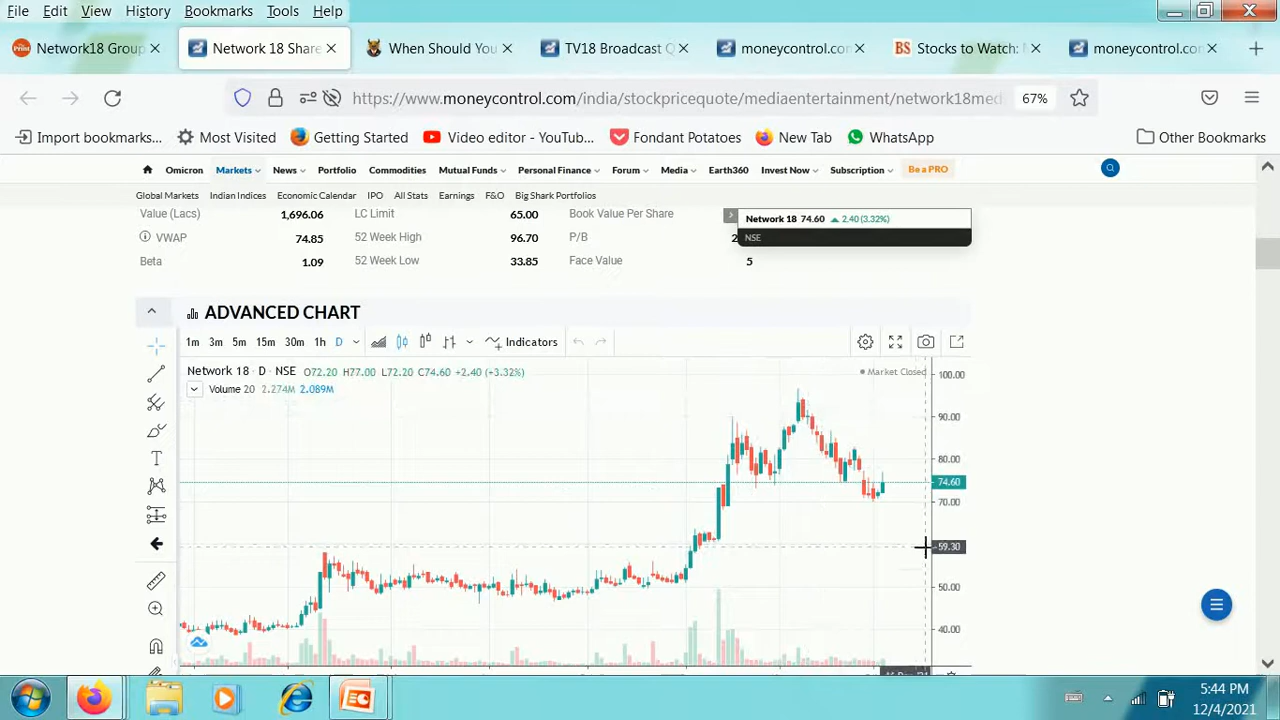 File Edit View History Bookmarks Tools Help
Network18 Group Network 18 Share When Should You TV18 Broadcast Q moneycontrol.co BS Stocks to Watch: moneycontrol.co
https://www.moneycontrol.com/india/stockpricequote/mediaentertainment/network18med 67%
Import bookmarks... Most Visited Getting Started Video editor - YouTub... Fondant Potatoes New Tab WhatsApp Other Bookmarks
Omicron Markets News Portfolio Commodities Mutual Funds Personal Finance Forum Media Earth360 Invest Now Subscription Be a PRO
Global Markets Indian Indices Economic Calendar IPO All Stats Earnings F&O Big Shark Portfolios
Value (Lacs) 1,696.06 LC Limit 65.00 Book Value Per Share
Network 18 74.60 2.40 (3.32%)
NSE
VWAP 74.85 52 Week High 96.70 P/B 2
Beta 1.09 52 Week Low 33.85 Face Value 5
ADVANCED CHART
1m 3m 5m 15m 30m 1h D Indicators
Network 18 · D · NSE O72.20 H77.00 L72.20 C74.60 +2.40 (+3.32%)
Market Closed
Volume 20 2.274M 2.089M
100.00
90.00
80.00
74.60
70.00
59.30
50.00
40.00
5:44 PM
12/4/2021